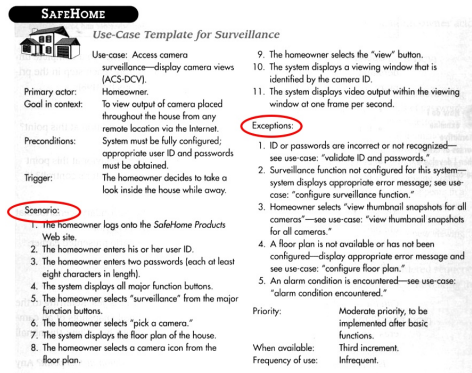 SAFEHOME
Use-Case Template for Surveillance
Use-case: Access camera
surveillance—display camera views
(ACS-DCV).
Primary actor: Homeowner.
Goal in context: To view output of camera placed
throughout the house from any
remote location via the Internet.
Preconditions: System must be fully configured;
appropriate user ID and passwords
must be obtained.
Trigger: The homeowner decides to take a
look inside the house while away.
Scenario:
1. The homeowner logs onto the SafeHome Products
Web site.
2. The homeowner enters his or her user ID.
3. The homeowner enters two passwords (each at least
eight characters in length).
4. The system displays all major function buttons.
5. The homeowner selects "surveillance" from the major
function buttons.
6. The homeowner selects "pick a camera."
7. The system displays the floor plan of the house.
8. The homeowner selects a camera icon from the
floor plan.
9. The homeowner selects the "view" button.
10. The system displays a viewing window that is
identified by the camera ID.
11. The system displays video output within the viewing
window at one frame per second.
Exceptions:
1. ID or passwords are incorrect or not recognized—
see use-case: "validate ID and passwords."
2. Surveillance function not configured for this system—
system displays appropriate error message; see use-
case: "configure surveillance function."
3. Homeowner selects "view thumbnail snapshots for all
cameras"—see use-case: "view thumbnail snapshots
for all cameras."
4. A floor plan is not available or has not been
configured—display appropriate error message and
see use-case: "configure floor plan."
5. An alarm condition is encountered—see use-case:
"alarm condition encountered."
Priority: Moderate priority, to be
implemented after basic
functions.
When available: Third increment.
Frequency of use: Infrequent.